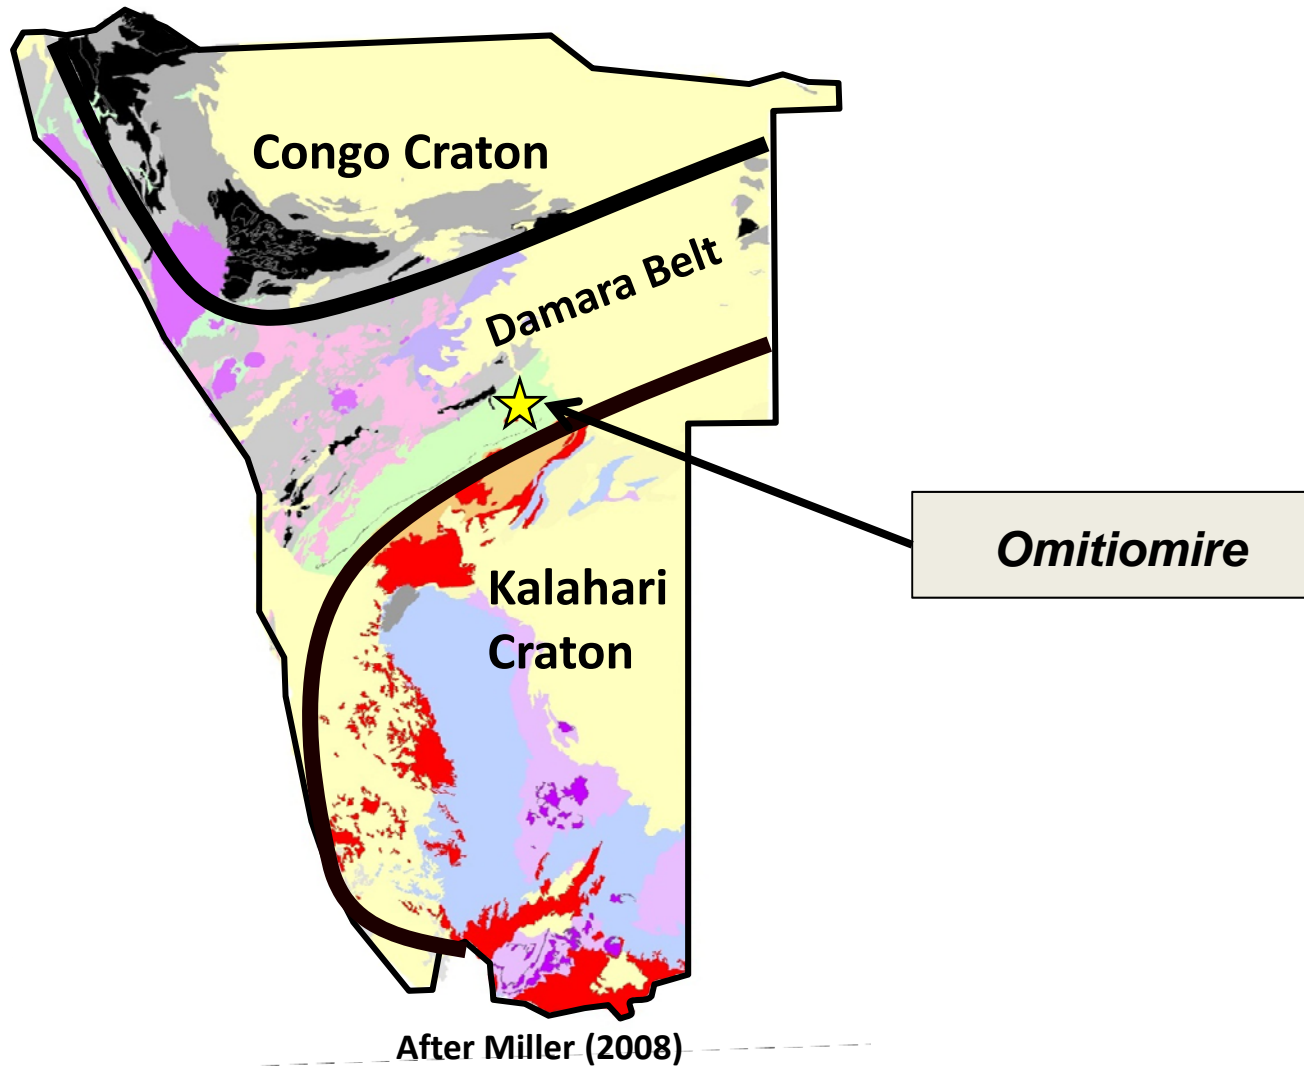 Congo Craton
Damara Belt
Omitiomire
Kalahari
Craton
After Miller (2008)